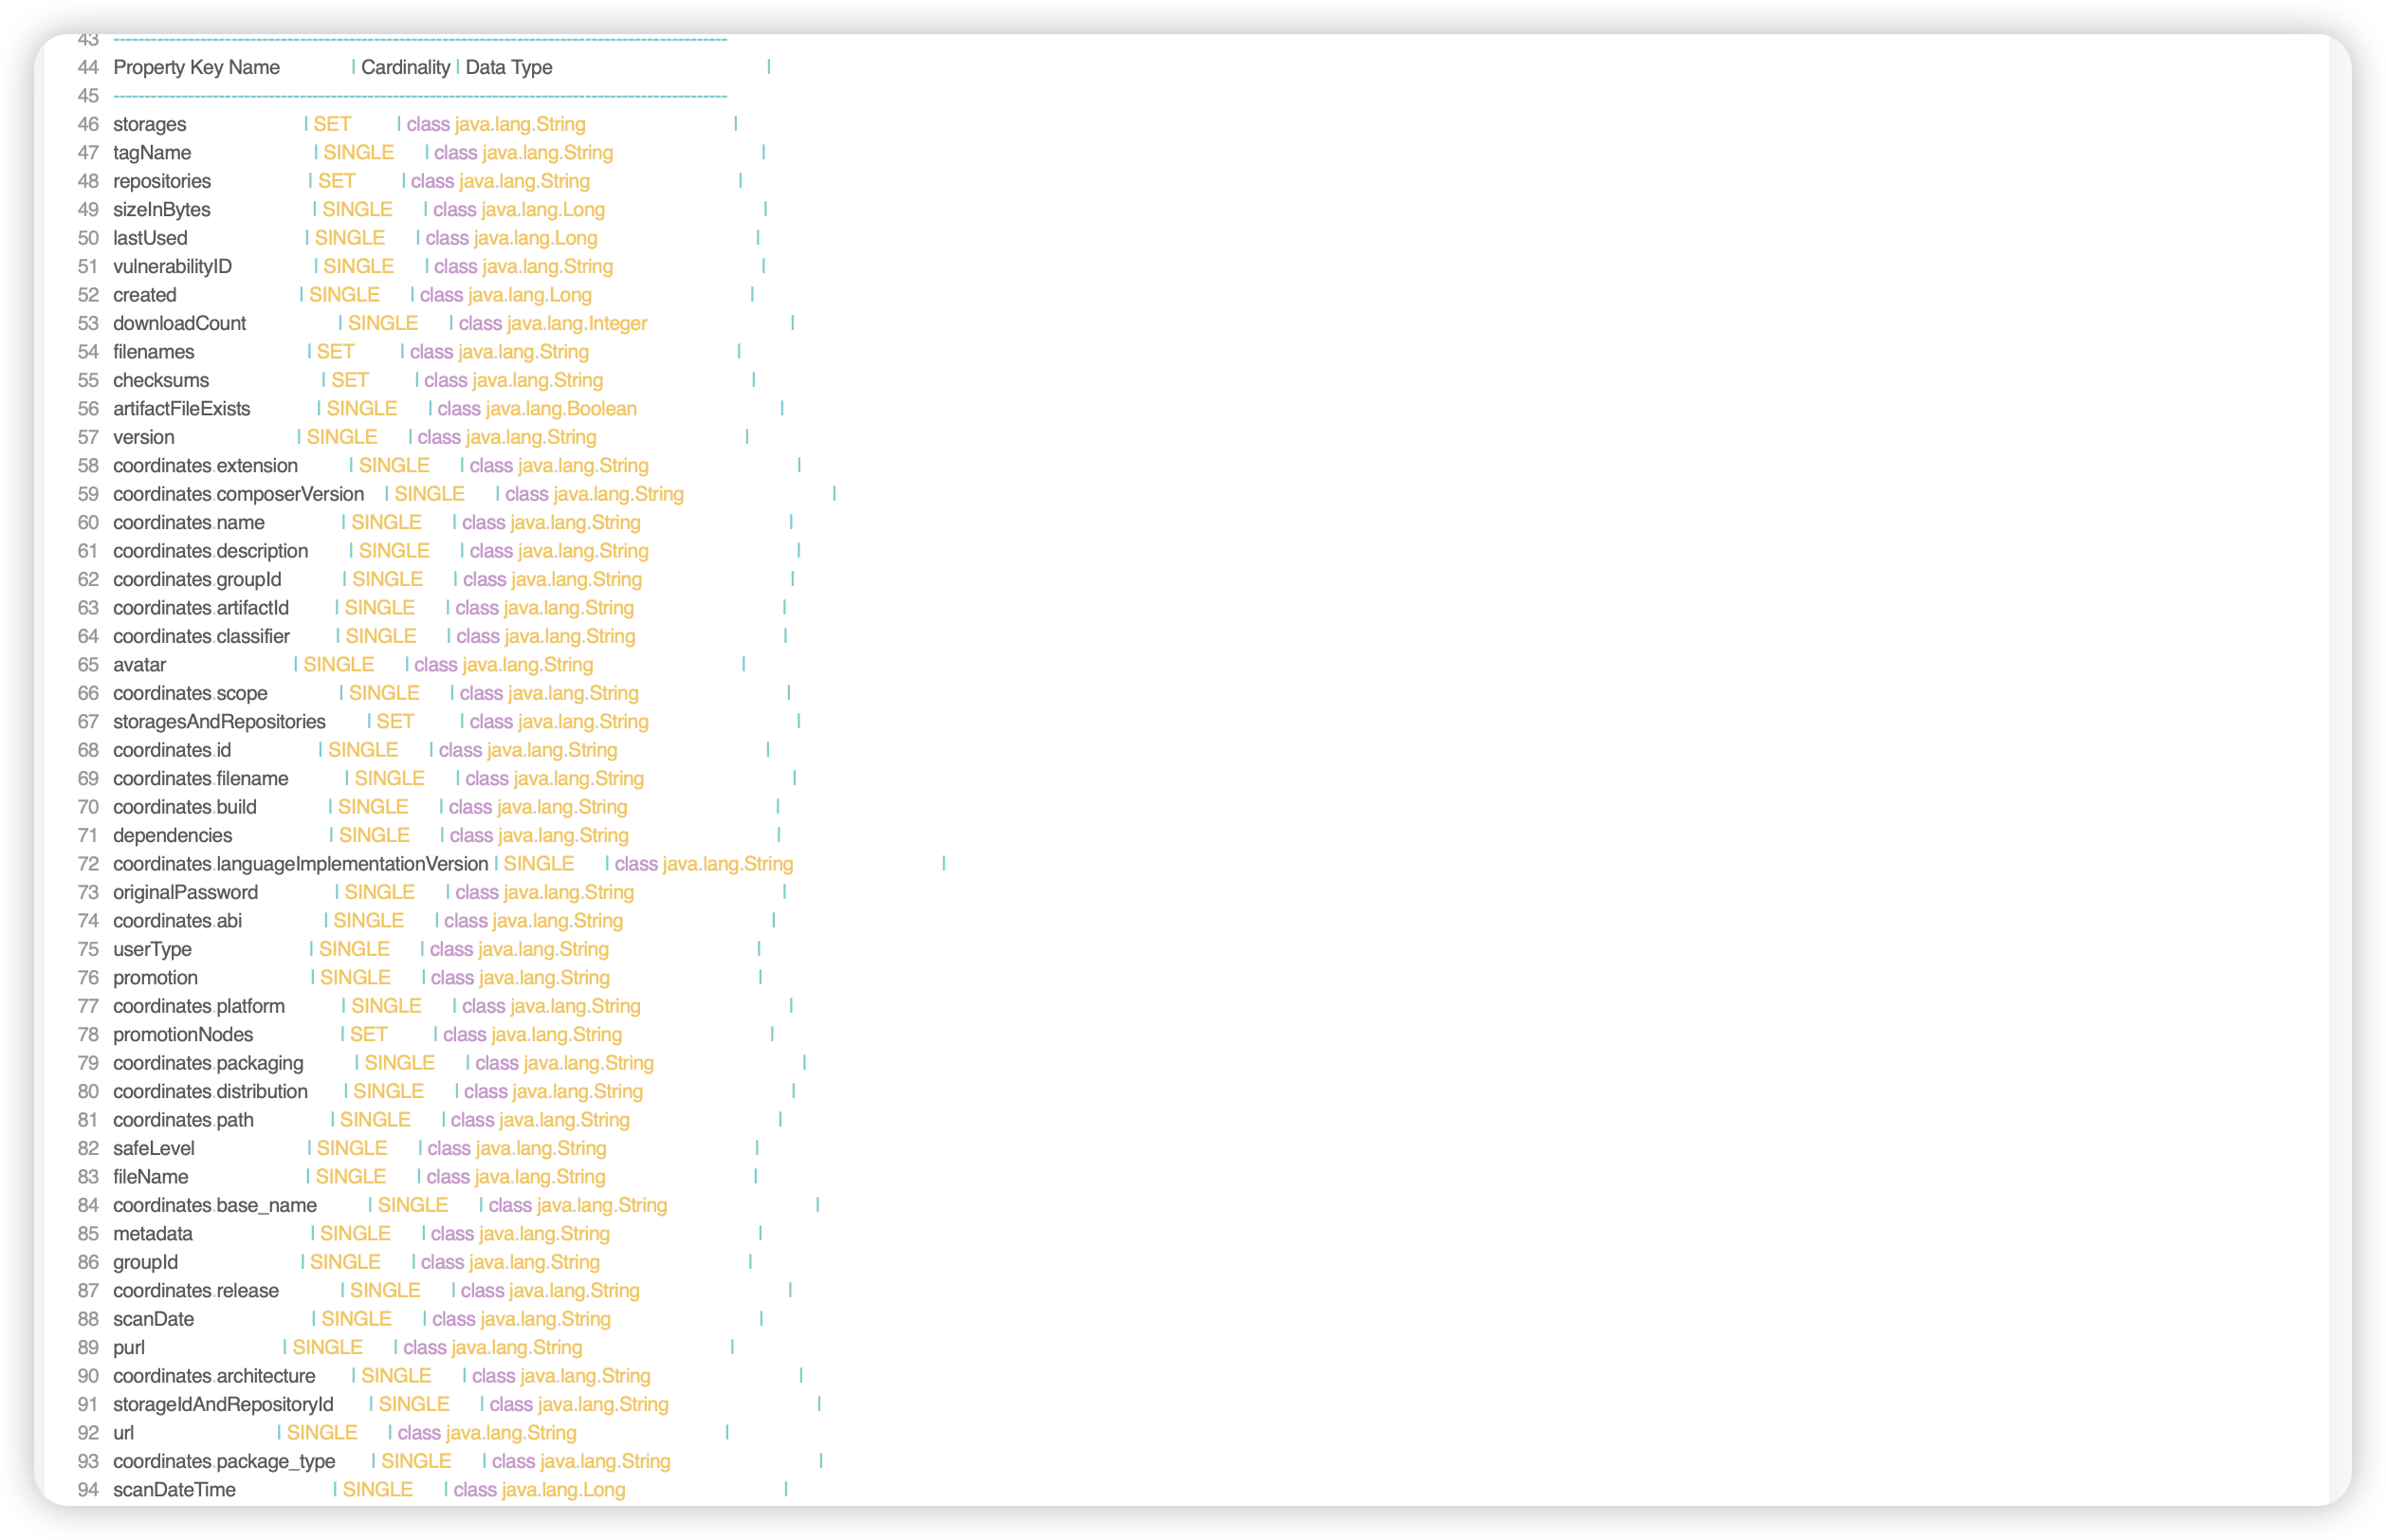 43 ---------------------------------------------------------------------------------------------------
44 Property Key Name | Cardinality | Data Type |
45 ---------------------------------------------------------------------------------------------------
46 storages | SET | class java.lang.String |
47 tagName | SINGLE | class java.lang.String |
48 repositories | SET | class java.lang.String |
49 sizeInBytes | SINGLE | class java.lang.Long |
50 lastUsed | SINGLE | class java.lang.Long |
51 vulnerabilityID | SINGLE | class java.lang.String |
52 created | SINGLE | class java.lang.Long |
53 downloadCount | SINGLE | class java.lang.Integer |
54 filenames | SET | class java.lang.String |
55 checksums | SET | class java.lang.String |
56 artifactFileExists | SINGLE | class java.lang.Boolean |
57 version | SINGLE | class java.lang.String |
58 coordinates.extension | SINGLE | class java.lang.String |
59 coordinates.composerVersion | SINGLE | class java.lang.String |
60 coordinates.name | SINGLE | class java.lang.String |
61 coordinates.description | SINGLE | class java.lang.String |
62 coordinates.groupId | SINGLE | class java.lang.String |
63 coordinates.artifactId | SINGLE | class java.lang.String |
64 coordinates.classifier | SINGLE | class java.lang.String |
65 avatar | SINGLE | class java.lang.String |
66 coordinates.scope | SINGLE | class java.lang.String |
67 storagesAndRepositories | SET | class java.lang.String |
68 coordinates.id | SINGLE | class java.lang.String |
69 coordinates.filename | SINGLE | class java.lang.String |
70 coordinates.build | SINGLE | class java.lang.String |
71 dependencies | SINGLE | class java.lang.String |
72 coordinates.languageImplementationVersion | SINGLE | class java.lang.String |
73 originalPassword | SINGLE | class java.lang.String |
74 coordinates.abi | SINGLE | class java.lang.String |
75 userType | SINGLE | class java.lang.String |
76 promotion | SINGLE | class java.lang.String |
77 coordinates.platform | SINGLE | class java.lang.String |
78 promotionNodes | SET | class java.lang.String |
79 coordinates.packaging | SINGLE | class java.lang.String |
80 coordinates.distribution | SINGLE | class java.lang.String |
81 coordinates.path | SINGLE | class java.lang.String |
82 safeLevel | SINGLE | class java.lang.String |
83 fileName | SINGLE | class java.lang.String |
84 coordinates.base_name | SINGLE | class java.lang.String |
85 metadata | SINGLE | class java.lang.String |
86 groupId | SINGLE | class java.lang.String |
87 coordinates.release | SINGLE | class java.lang.String |
88 scanDate | SINGLE | class java.lang.String |
89 purl | SINGLE | class java.lang.String |
90 coordinates.architecture | SINGLE | class java.lang.String |
91 storageIdAndRepositoryId | SINGLE | class java.lang.String |
92 url | SINGLE | class java.lang.String |
93 coordinates.package_type | SINGLE | class java.lang.String |
94 scanDateTime | SINGLE | class java.lang.Long |